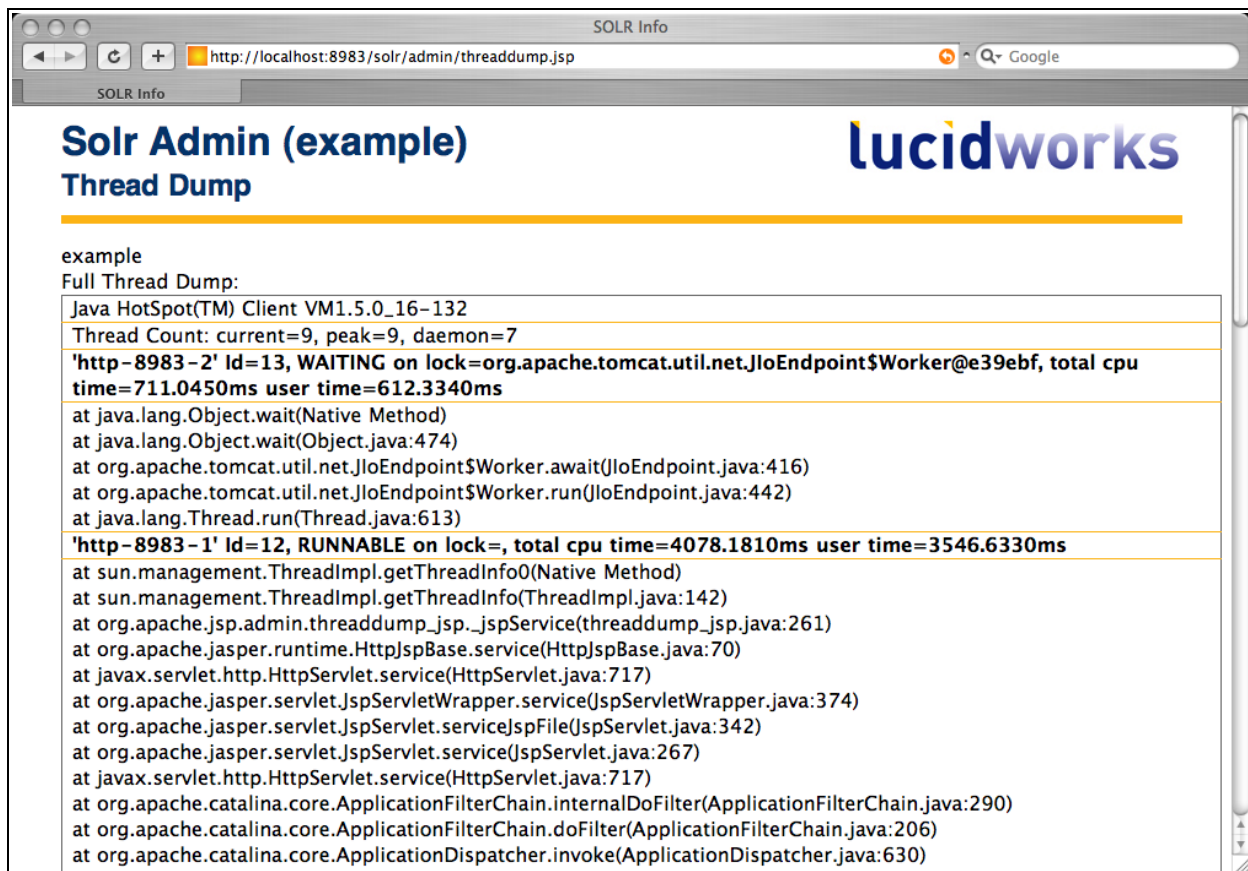 SOLR Info
http://localhost:8983/solr/admin/threaddump.jsp
Google
SOLR Info
Solr Admin (example)
lucidworks
Thread Dump
example
Full Thread Dump:
Java HotSpot(TM) Client VM1.5.0_16-132
Thread Count: current=9, peak=9, daemon=7
'http-8983-2' Id=13, WAITING on lock=org.apache.tomcat.util.net.JIoEndpoint$Worker@e39ebf, total cpu
time=711.0450ms user time=612.3340ms
at java.lang.Object.wait(Native Method)
at java.lang.Object.wait(Object.java:474)
at org.apache.tomcat.util.net.JIoEndpoint$Worker.await(JIoEndpoint.java:416)
at org.apache.tomcat.util.net.JIoEndpoint$Worker.run(JIoEndpoint.java:442)
at java.lang.Thread.run(Thread.java:613)
'http-8983-1' Id=12, RUNNABLE on lock=, total cpu time=4078.1810ms user time=3546.6330ms
at sun.management.ThreadImpl.getThreadInfo0(Native Method)
at sun.management.ThreadImpl.getThreadInfo(ThreadImpl.java:142)
at org.apache.jsp.admin.threaddump_jsp._jspService(threaddump_jsp.java:261)
at org.apache.jasper.runtime.HttpJspBase.service(HttpJspBase.java:70)
at javax.servlet.http.HttpServlet.service(HttpServlet.java:717)
at org.apache.jasper.servlet.JspServletWrapper.service(JspServletWrapper.java:374)
at org.apache.jasper.servlet.JspServlet.serviceJspFile(JspServlet.java:342)
at org.apache.jasper.servlet.JspServlet.service(JspServlet.java:267)
at javax.servlet.http.HttpServlet.service(HttpServlet.java:717)
at org.apache.catalina.core.ApplicationFilterChain.internalDoFilter(ApplicationFilterChain.java:290)
at org.apache.catalina.core.ApplicationFilterChain.doFilter(ApplicationFilterChain.java:206)
at org.apache.catalina.core.ApplicationDispatcher.invoke(ApplicationDispatcher.java:630)